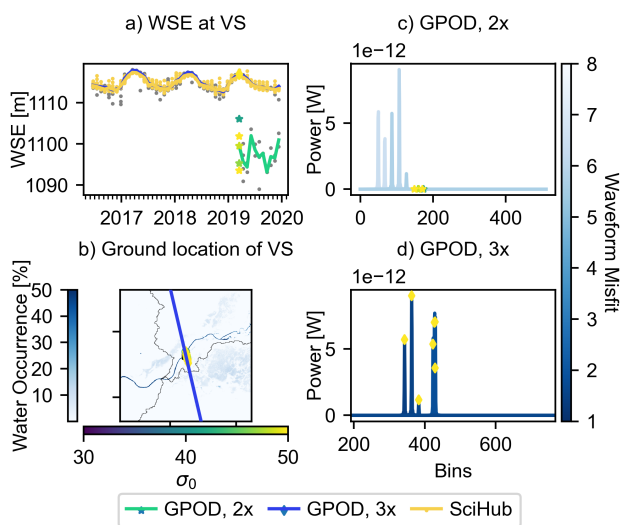 a) WSE at VS
c) GPOD, 2x
1e−12
WSE [m]
1110
1100
1090
2017
2018
2019
2020
Power [W]
5
0
0
200
400
8
7
6
5
4
3
2
1
Waveform Misfit
b) Ground location of VS
d) GPOD, 3x
1e−12
Water Occurrence [%]
50
40
30
20
10
Power [W]
5
0
200
400
600
Bins
30
40
50
σ0
GPOD, 2x
GPOD, 3x
SciHub